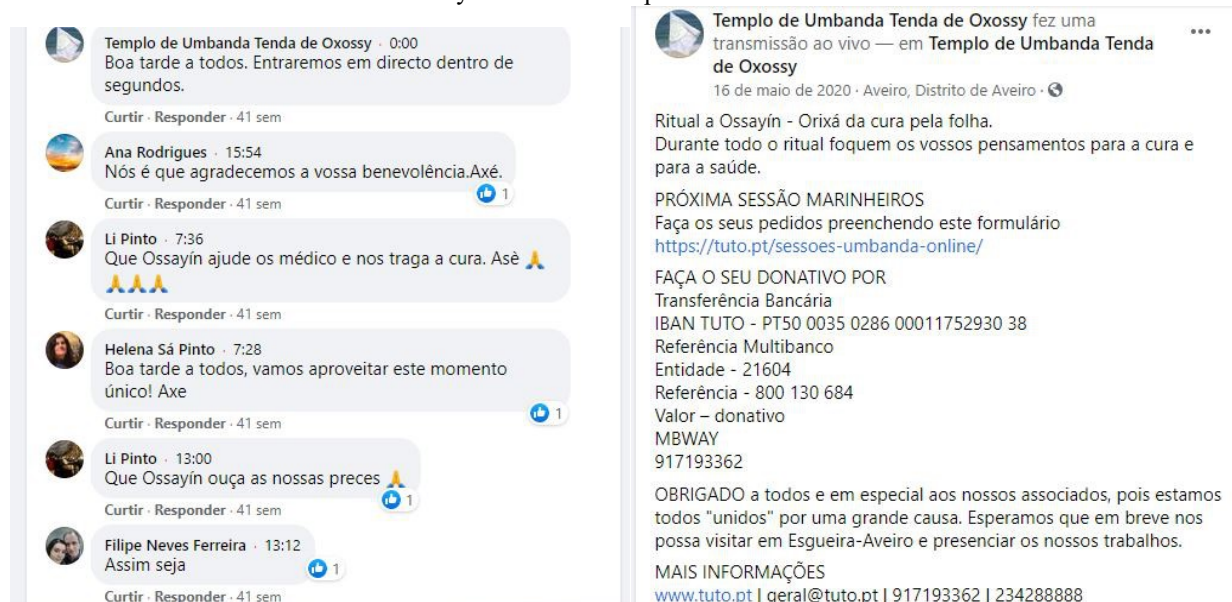 Templo de Umbanda Tenda de Oxossy · 0:00
Boa tarde a todos. Entraremos em directo dentro de
segundos.
Curtir · Responder · 41 sem
Ana Rodrigues · 15:54
Nós é que agradecemos a vossa benevolência.Axé.
1
Curtir · Responder · 41 sem
Li Pinto · 7:36
Que Ossayín ajude os médico e nos traga a cura. Asè 🙏
🙏🙏🙏
Curtir · Responder · 41 sem
Helena Sá Pinto · 7:28
Boa tarde a todos, vamos aproveitar este momento
único! Axe
1
Curtir · Responder · 41 sem
Li Pinto · 13:00
Que Ossayín ouça as nossas preces 🙏
1
Curtir · Responder · 41 sem
Filipe Neves Ferreira · 13:12
Assim seja
1
Curtir · Responder · 41 sem
Templo de Umbanda Tenda de Oxossy fez uma
transmissão ao vivo — em Templo de Umbanda Tenda
de Oxossy
16 de maio de 2020 · Aveiro, Distrito de Aveiro ·
Ritual a Ossayín - Orixá da cura pela folha.
Durante todo o ritual foquem os vossos pensamentos para a cura e
para a saúde.
PRÓXIMA SESSÃO MARINHEIROS
Faça os seus pedidos preenchendo este formulário
https://tuto.pt/sessoes-umbanda-online/
FAÇA O SEU DONATIVO POR
Transferência Bancária
IBAN TUTO - PT50 0035 0286 00011752930 38
Referência Multibanco
Entidade - 21604
Referência - 800 130 684
Valor – donativo
MBWAY
917193362
OBRIGADO a todos e em especial aos nossos associados, pois estamos
todos "unidos" por uma grande causa. Esperamos que em breve nos
possa visitar em Esgueira-Aveiro e presenciar os nossos trabalhos.
MAIS INFORMAÇÕES
www.tuto.pt | geral@tuto.pt | 917193362 | 234288888